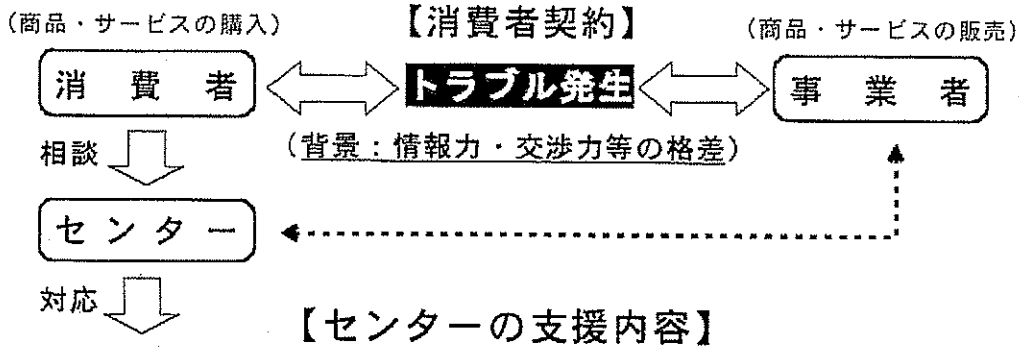 【消費者契約】
（商品・サービスの購入）
（商品・サービスの販売）
消費者
トラブル発生
事業者
（背景：情報力・交渉力等の格差）
相談
センター
対応
【センターの支援内容】